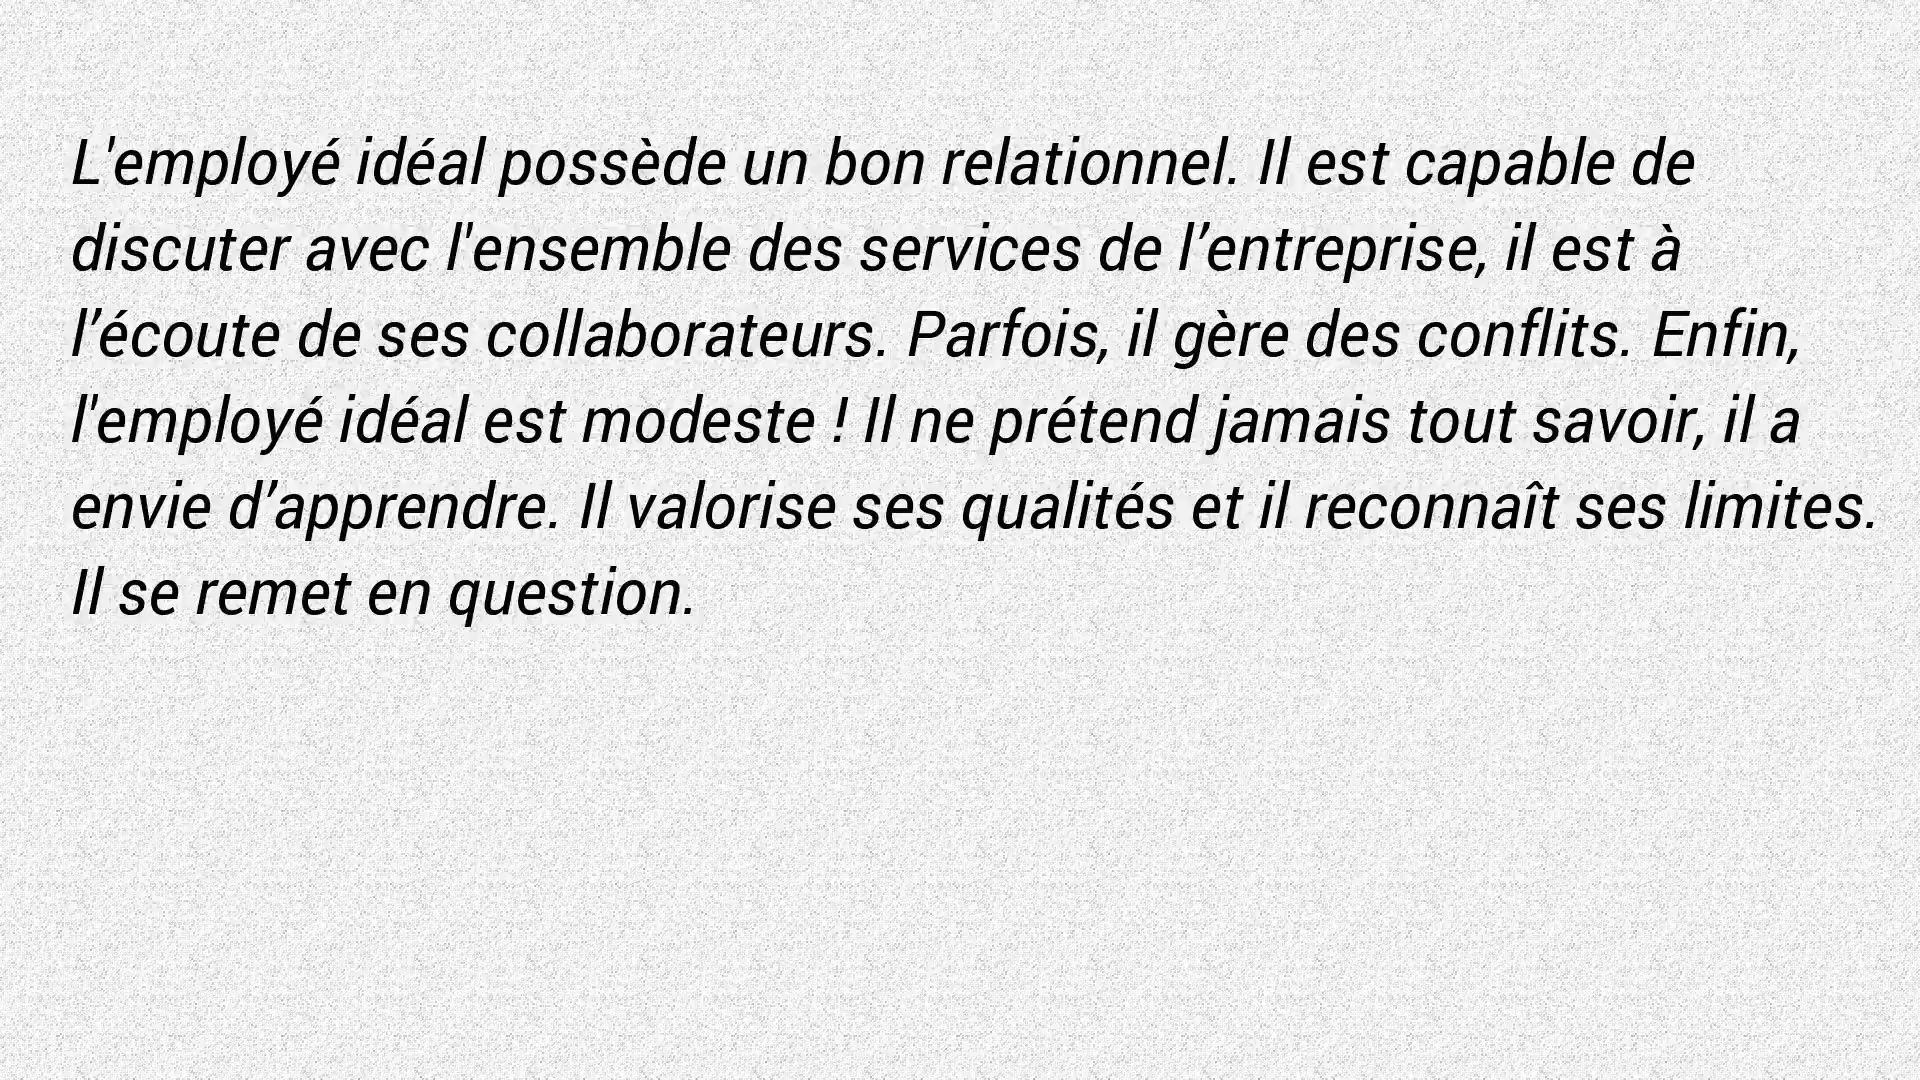 L'employé idéal possède un bon relationnel. Il est capable de
discuter avec l'ensemble des services de l’entreprise, il est à
l’écoute de ses collaborateurs. Parfois, il gère des conflits. Enfin,
l'employé idéal est modeste ! Il ne prétend jamais tout savoir, il a
envie d’apprendre. Il valorise ses qualités et il reconnaît ses limites.
Il se remet en question.